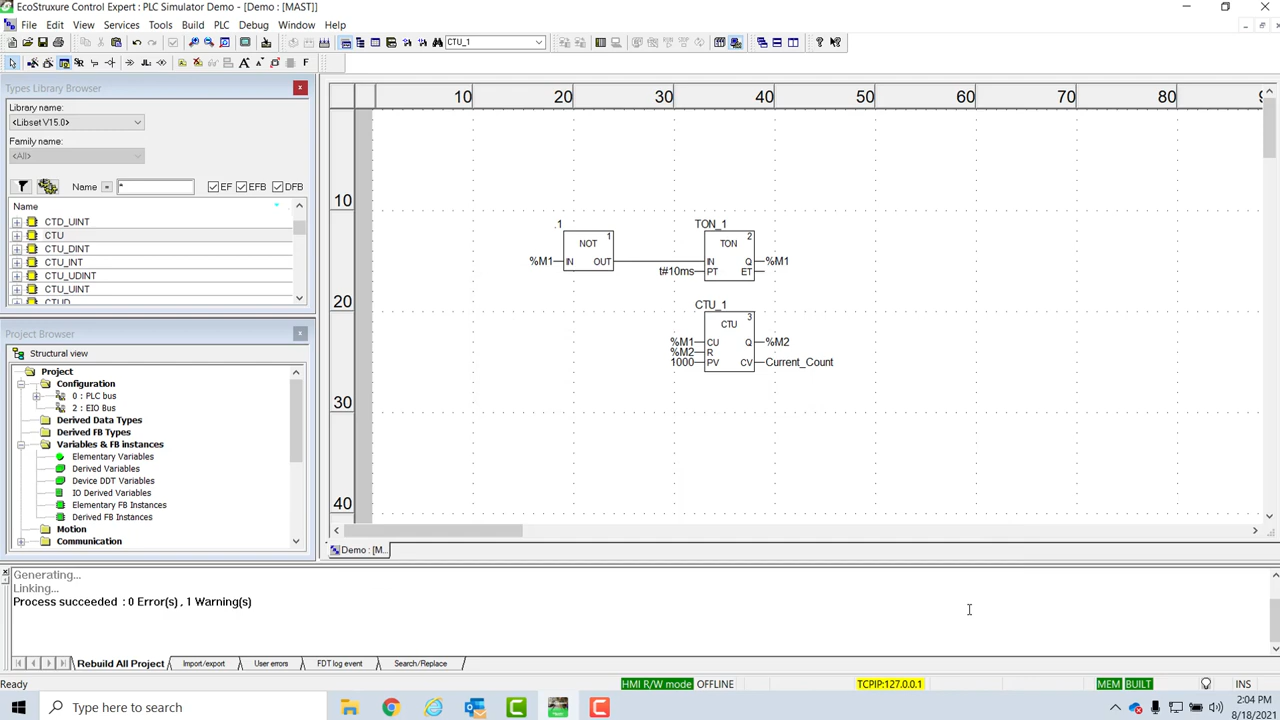 EcoStruxure Control Expert : PLC Simulator Demo - [Demo : [MAST]]
File Edit View Services Tools Build PLC Debug Window Help
CTU_1
F
Types Library Browser
Library name:
<Libset V15.0>
Family name:
<All>
Name = * EF EFB DFB
Name
CTD_UINT
CTU
CTU_DINT
CTU_INT
CTU_UDINT
CTU_UINT
CTUD
Project Browser
Structural view
Project
Configuration
0 : PLC bus
2 : EIO Bus
Derived Data Types
Derived FB Types
Variables & FB instances
Elementary Variables
Derived Variables
Device DDT Variables
IO Derived Variables
Elementary FB Instances
Derived FB Instances
Motion
Communication
10 20 30 40 50 60 70 80
10
.1 TON_1
1 2
NOT TON
%M1 IN OUT IN Q %M1
t#10ms PT ET
20
CTU_1
3
CTU
%M1 CU Q %M2
%M2 R
1000 PV CV Current_Count
30
40
Demo : [M...
Generating...
Linking...
Process succeeded : 0 Error(s) , 1 Warning(s)
Rebuild All Project Import/export User errors FDT log event Search/Replace
Ready HMI R/W mode OFFLINE TCPIP:127.0.0.1 MEM BUILT INS
Type here to search
2:04 PM
8/18/2021